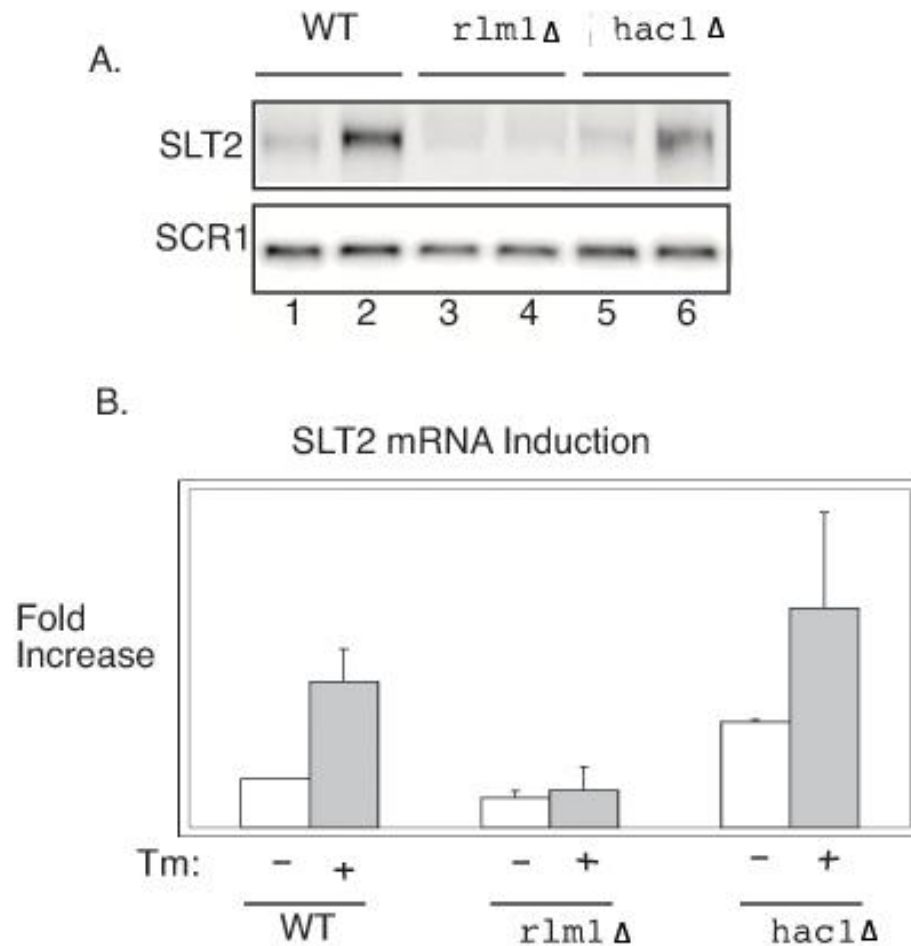 WT rlm1Δ hac1Δ
A.
SLT2
SCR1
1 2 3 4 5 6
B.
SLT2 mRNA Induction
Fold
Increase
Tm: - + - + - +
WT rlm1Δ hac1Δ